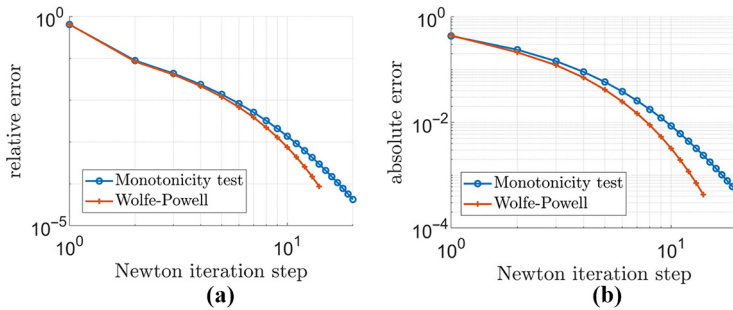 10^0
relative error
Monotonicity test
Wolfe-Powell
10^-5
10^0
10^1
Newton iteration step
(a)
10^0
absolute error
10^-2
Monotonicity test
Wolfe-Powell
10^-4
10^0
10^1
Newton iteration step
(b)